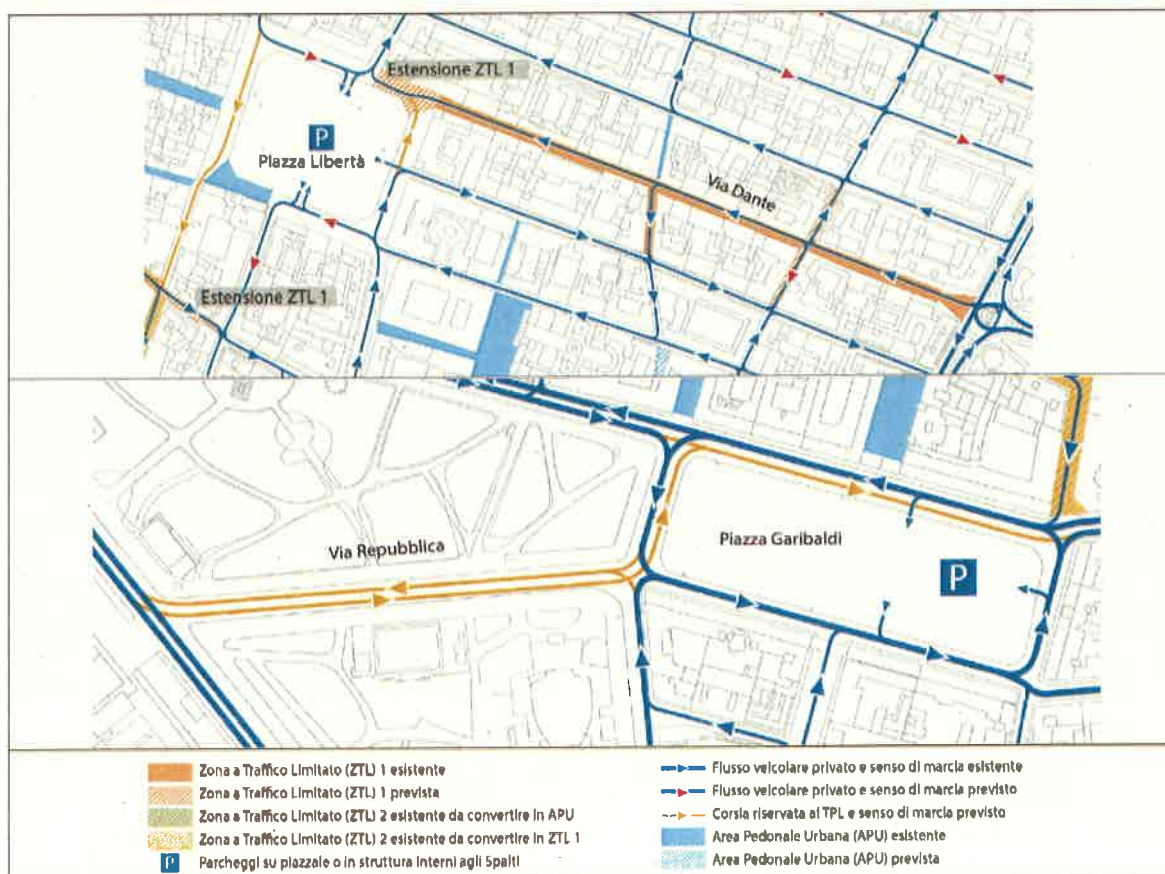 Estensione ZTL 1
P
Piazza Libertà
Via Dante
Estensione ZTL 1
Via Repubblica
Piazza Garibaldi
P
Zona a Traffico Limitato (ZTL) 1 esistente
Zona a Traffico Limitato (ZTL) 1 prevista
Zona a Traffico Limitato (ZTL) 2 esistente da convertire in APU
Zona a Traffico Limitato (ZTL) 2 esistente da convertire in ZTL 1
P Parcheggi su piazzale o in struttura interni agli Spalti
Flusso veicolare privato e senso di marcia esistente
Flusso veicolare privato e senso di marcia previsto
Corsia riservata al TPL e senso di marcia previsto
Area Pedonale Urbana (APU) esistente
Area Pedonale Urbana (APU) prevista